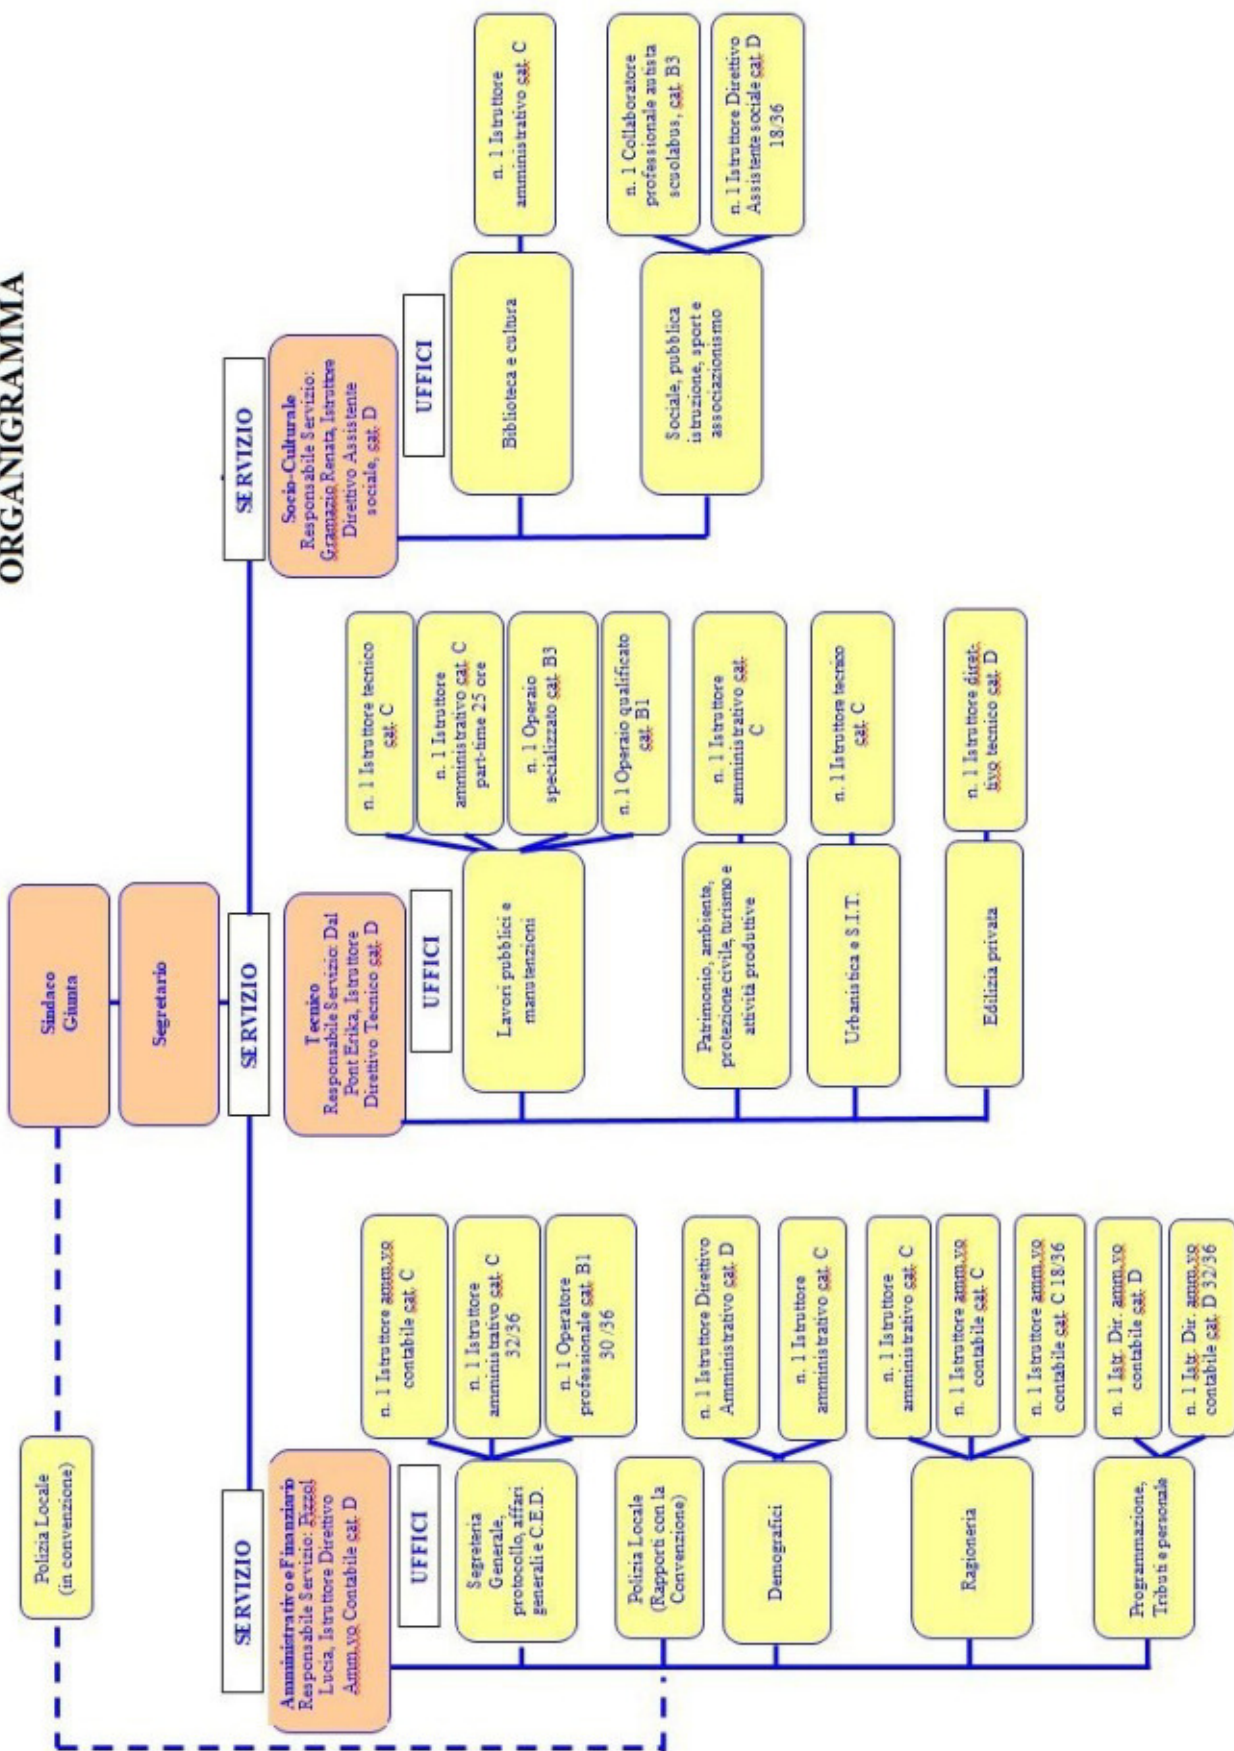 ORGANIGRAMMA
Sindaco
Giunta
Segretario
Polizia Locale
(in convenzione)
SERVIZIO
Amministrativo e Finanziario
Responsabile Servizio: Pizzol
Lucia, Istruttore Direttivo
Amm.vo Contabile cat. D
UFFICI
Segreteria
Generale,
protocollo, affari
generali e C.E.D.
n. 1 Istruttore amm.vo
contabile cat. C
n. 1 Istruttore
amministrativo cat. C
32/36
n. 1 Operatore
professionale cat. B1
30 /36
Polizia Locale
(Rapporti con la
Convenzione)
Demografici
n. 1 Istruttore Direttivo
Amministrativo cat. D
n. 1 Istruttore
amministrativo cat. C
Ragioneria
n. 1 Istruttore
amministrativo cat. C
n. 1 Istruttore amm.vo
contabile cat. C
n. 1 Istruttore amm.vo
contabile cat. C 18/36
Programmazione,
Tributi e personale
n. 1 Istr. Dir. amm.vo
contabile cat. D
n. 1 Istr. Dir. amm.vo
contabile cat. D 32/36
SERVIZIO
Tecnico
Responsabile Servizio: Dal
Pont Erika, Istruttore
Direttivo Tecnico cat. D
UFFICI
Lavori pubblici e
manutenzioni
n. 1 Istruttore tecnico
cat. C
n. 1 Istruttore
amministrativo cat. C
part-time 25 ore
n. 1 Operaio
specializzato cat. B3
n. 1 Operaio qualificato
cat. B1
Patrimonio, ambiente,
protezione civile, turismo e
attività produttive
n. 1 Istruttore
amministrativo cat.
C
Urbanistica e S.I.T.
n. 1 Istruttore tecnico
cat. C
Edilizia privata
n. 1 Istruttore diret-
tivo tecnico cat. D
SERVIZIO
Socio-Culturale
Responsabile Servizio:
Gramazio Renata, Istruttore
Direttivo Assistente
sociale, cat. D
UFFICI
Biblioteca e cultura
n. 1 Istruttore
amministrativo cat. C
Sociale, pubblica
istruzione, sport e
associazionismo
n. 1 Collaboratore
professionale autista
scuolabus, cat. B3
n. 1 Istruttore Direttivo
Assistente sociale cat. D
18/36